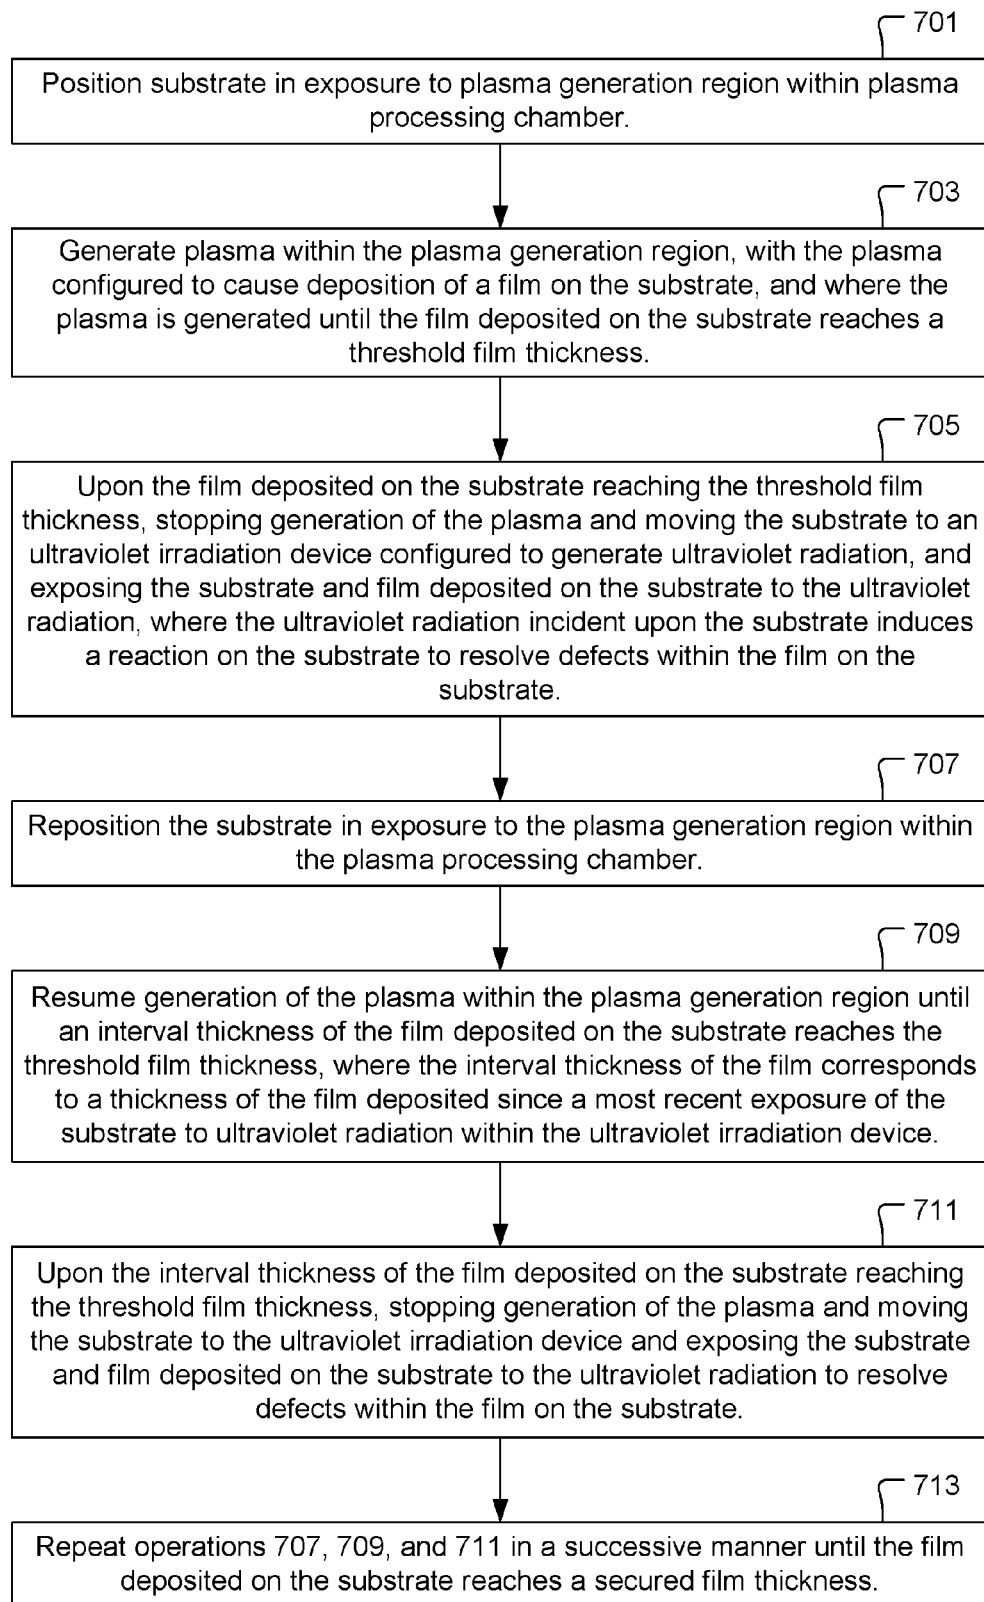 701
Position substrate in exposure to plasma generation region within plasma
processing chamber.
703
Generate plasma within the plasma generation region, with the plasma
configured to cause deposition of a film on the substrate, and where the
plasma is generated until the film deposited on the substrate reaches a
threshold film thickness.
705
Upon the film deposited on the substrate reaching the threshold film
thickness, stopping generation of the plasma and moving the substrate to an
ultraviolet irradiation device configured to generate ultraviolet radiation, and
exposing the substrate and film deposited on the substrate to the ultraviolet
radiation, where the ultraviolet radiation incident upon the substrate induces
a reaction on the substrate to resolve defects within the film on the
substrate.
707
Reposition the substrate in exposure to the plasma generation region within
the plasma processing chamber.
709
Resume generation of the plasma within the plasma generation region until
an interval thickness of the film deposited on the substrate reaches the
threshold film thickness, where the interval thickness of the film corresponds
to a thickness of the film deposited since a most recent exposure of the
substrate to ultraviolet radiation within the ultraviolet irradiation device.
711
Upon the interval thickness of the film deposited on the substrate reaching
the threshold film thickness, stopping generation of the plasma and moving
the substrate to the ultraviolet irradiation device and exposing the substrate
and film deposited on the substrate to the ultraviolet radiation to resolve
defects within the film on the substrate.
713
Repeat operations 707, 709, and 711 in a successive manner until the film
deposited on the substrate reaches a secured film thickness.